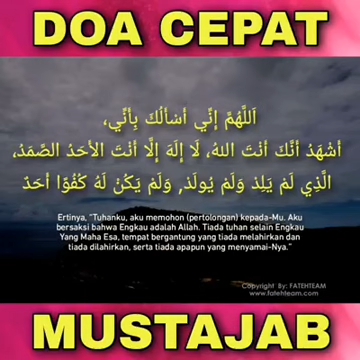 DOA CEPAT
اَللَّهُمَّ إِنِّي أَسْأَلُكَ بِأَنِّي،
أَشْهَدُ أَنَّكَ أَنْتَ اللهُ، لَا إِلَهَ إِلَّا أَنْتَ الأَحَدُ الصَّمَدُ،
الَّذِي لَمْ يَلِدْ وَلَمْ يُولَدْ, وَلَمْ يَكُنْ لَهُ كُفُوًا أَحَدٌ
Ertinya, "Tuhanku, aku memohon (pertolongan) kepada-Mu. Aku
bersaksi bahwa Engkau adalah Allah. Tiada tuhan selain Engkau
Yang Maha Esa, tempat bergantung yang tiada melahirkan dan
tiada dilahirkan, serta tiada apapun yang menyamai-Nya."
Copyright By: FATEHTEAM
www.fatehteam.com
MUSTAJAB